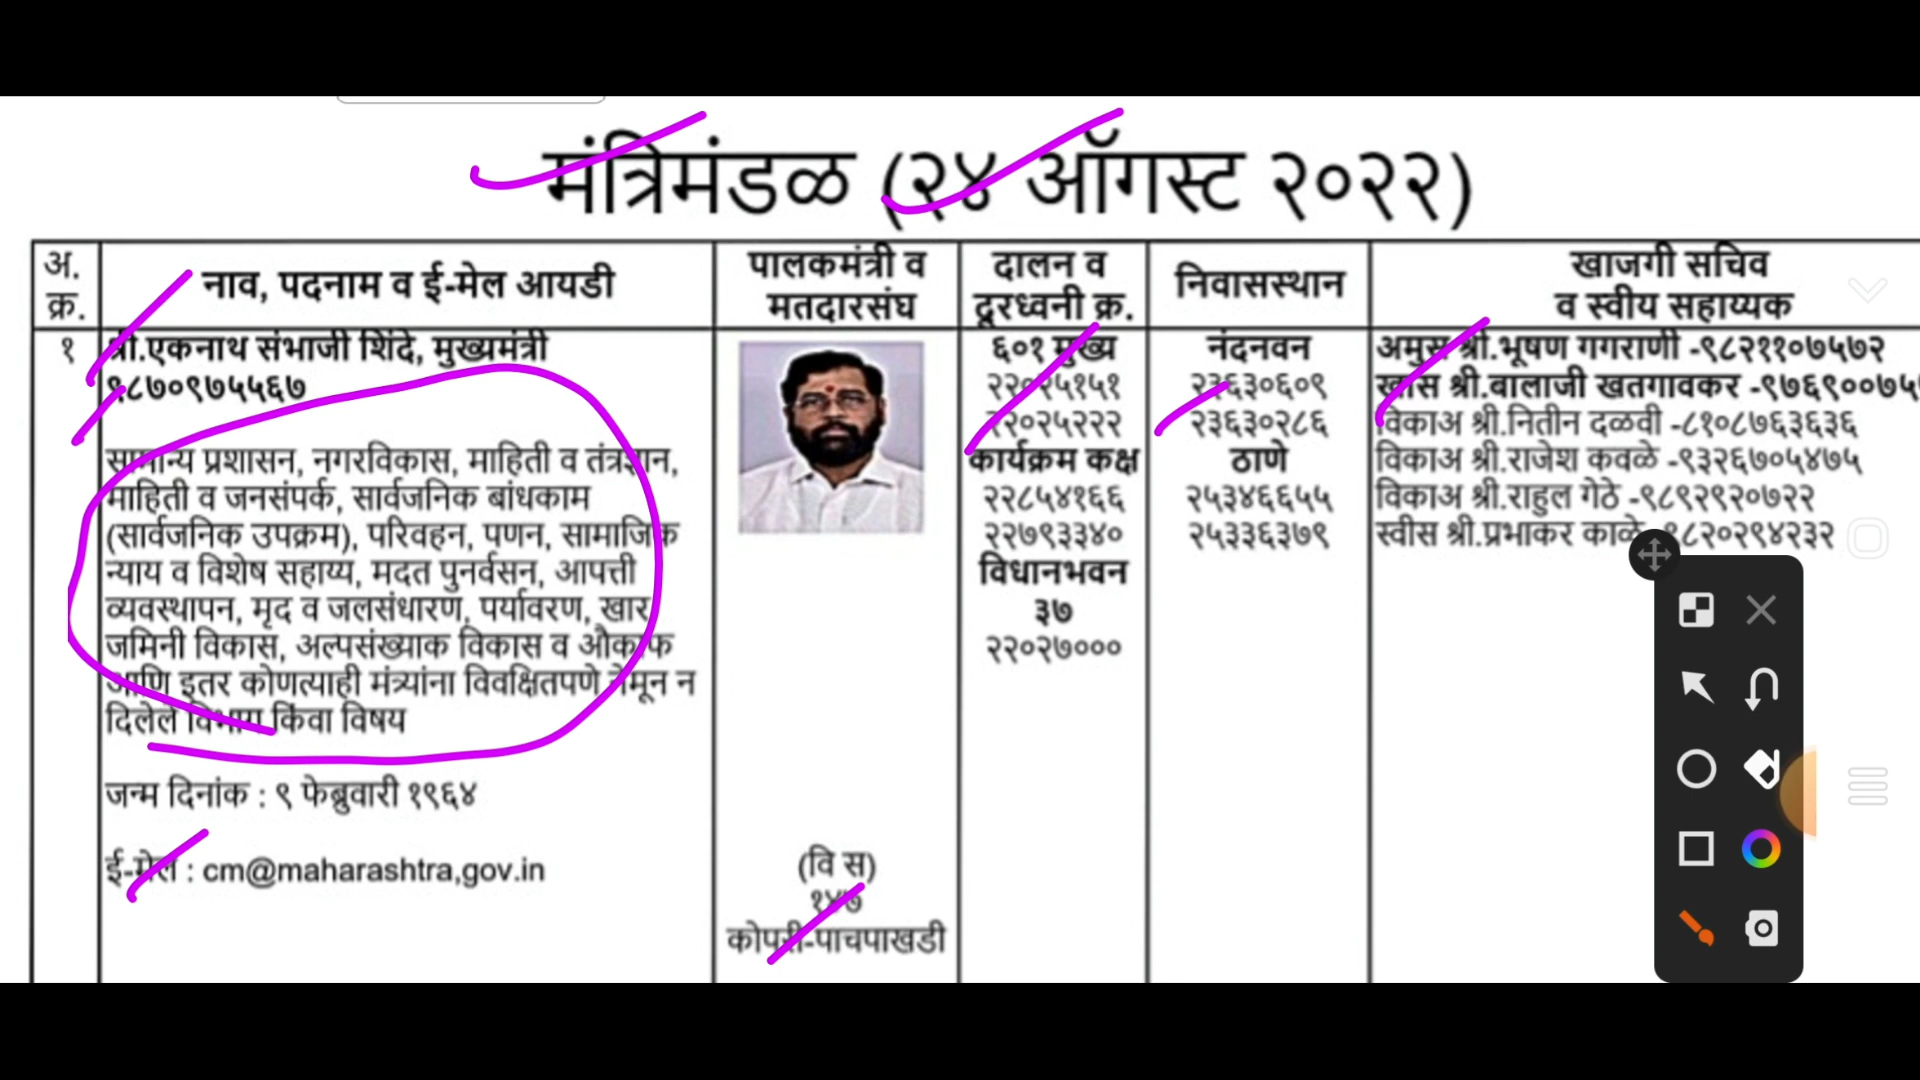 मंत्रिमंडळ (२४ ऑगस्ट २०२२)
अ.
क्र.
नाव, पदनाम व ई-मेल आयडी
पालकमंत्री व
मतदारसंघ
दालन व
दूरध्वनी क्र.
निवासस्थान
खाजगी सचिव
व स्वीय सहाय्यक
१
श्री.एकनाथ संभाजी शिंदे, मुख्यमंत्री
९८७०९७५५६७
सामान्य प्रशासन, नगरविकास, माहिती व तंत्रज्ञान,
माहिती व जनसंपर्क, सार्वजनिक बांधकाम
(सार्वजनिक उपक्रम), परिवहन, पणन, सामाजिक
न्याय व विशेष सहाय्य, मदत पुनर्वसन, आपत्ती
व्यवस्थापन, मृद व जलसंधारण, पर्यावरण, खार
जमिनी विकास, अल्पसंख्याक विकास व औकाफ
आणि इतर कोणत्याही मंत्र्यांना विवक्षितपणे नेमून न
दिलेले विभाग किंवा विषय
जन्म दिनांक : ९ फेब्रुवारी १९६४
ई-मेल : cm@maharashtra,gov.in
(वि स)
१४७
कोपरी-पाचपाखडी
६०१ मुख्य
२२०२५१५१
२२०२५२२२
कार्यक्रम कक्ष
२२८५४१६६
२२७९३३४०
विधानभवन
३७
२२०२७०००
नंदनवन
२३६३०६०९
२३६३०२८६
ठाणे
२५३४६६५५
२५३३६३७९
अमुस श्री.भूषण गगराणी -९८२११०७५७२
खास श्री.बालाजी खतगावकर -९७६९००७५
विकाअ श्री.नितीन दळवी -८१०८७६३६३६
विकाअ श्री.राजेश कवळे -९३२६७०५४७५
विकाअ श्री.राहुल गेठे -९८९२९२०७२२
स्वीस श्री.प्रभाकर काळे -९८२०२९४२३२